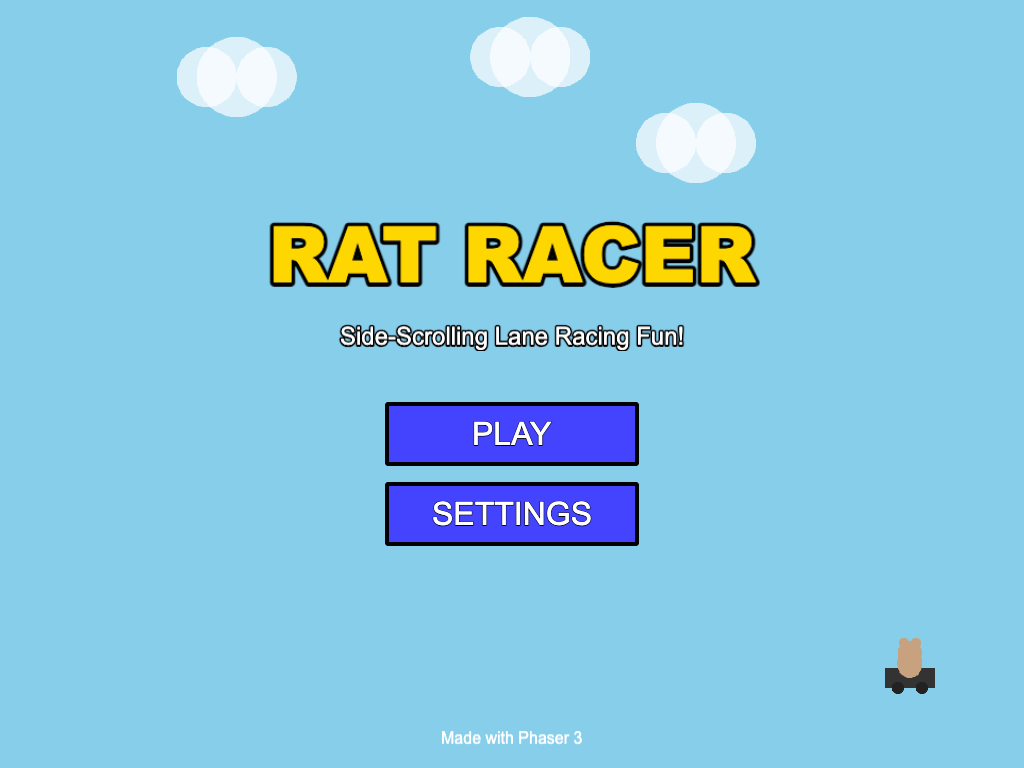 RAT RACER
Side-Scrolling Lane Racing Fun!
PLAY
SETTINGS
Made with Phaser 3